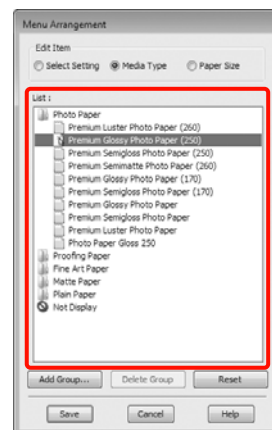 Menu Arrangement
Edit Item
Select Setting Media Type Paper Size
List :
Photo Paper
Premium Luster Photo Paper (260)
Premium Glossy Photo Paper (250)
Premium Semigloss Photo Paper (250)
Premium Semimatte Photo Paper (260)
Premium Glossy Photo Paper (170)
Premium Semigloss Photo Paper (170)
Premium Glossy Photo Paper
Premium Semigloss Photo Paper
Premium Luster Photo Paper
Photo Paper Gloss 250
Proofing Paper
Fine Art Paper
Matte Paper
Plain Paper
Not Display
Add Group... Delete Group Reset
Save Cancel Help